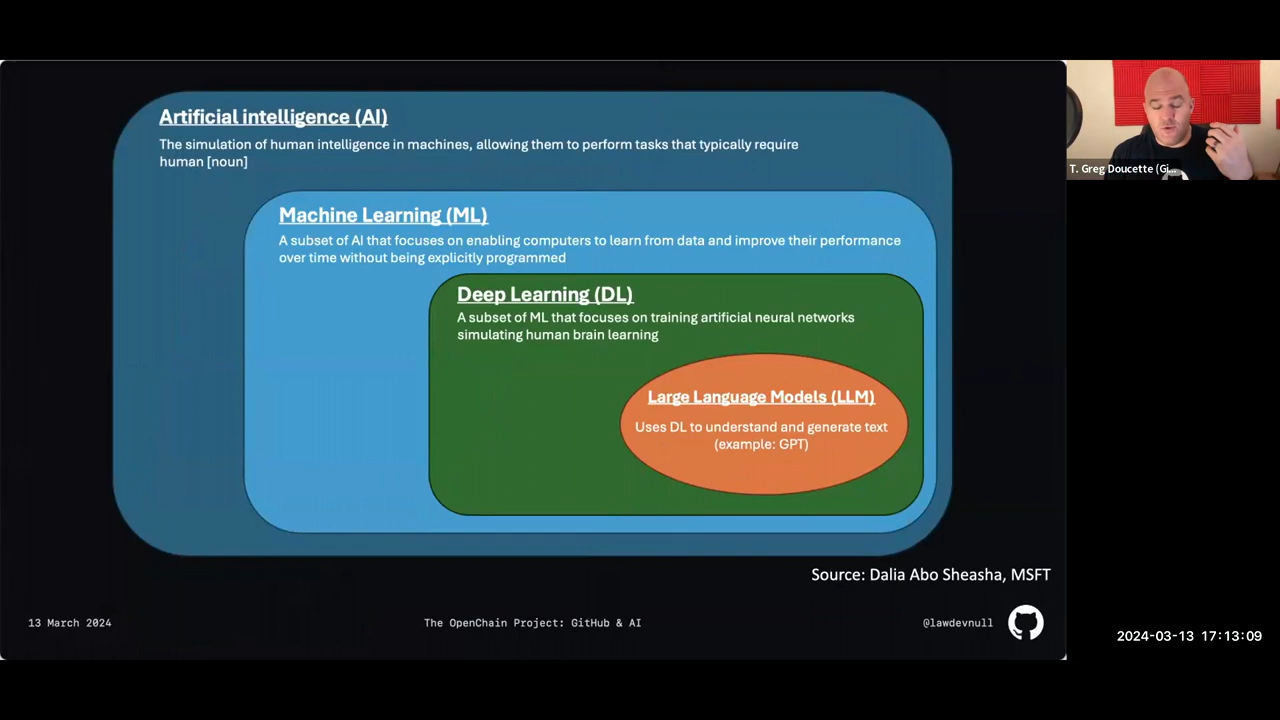 Artificial intelligence (AI)
The simulation of human intelligence in machines, allowing them to perform tasks that typically require
human [noun]
Machine Learning (ML)
A subset of AI that focuses on enabling computers to learn from data and improve their performance
over time without being explicitly programmed
Deep Learning (DL)
A subset of ML that focuses on training artificial neural networks
simulating human brain learning
Large Language Models (LLM)
Uses DL to understand and generate text
(example: GPT)
Source: Dalia Abo Sheasha, MSFT
13 March 2024
The OpenChain Project: GitHub & AI
@lawdevnull
T. Greg Doucette (Gi...
2024-03-13 17:13:09